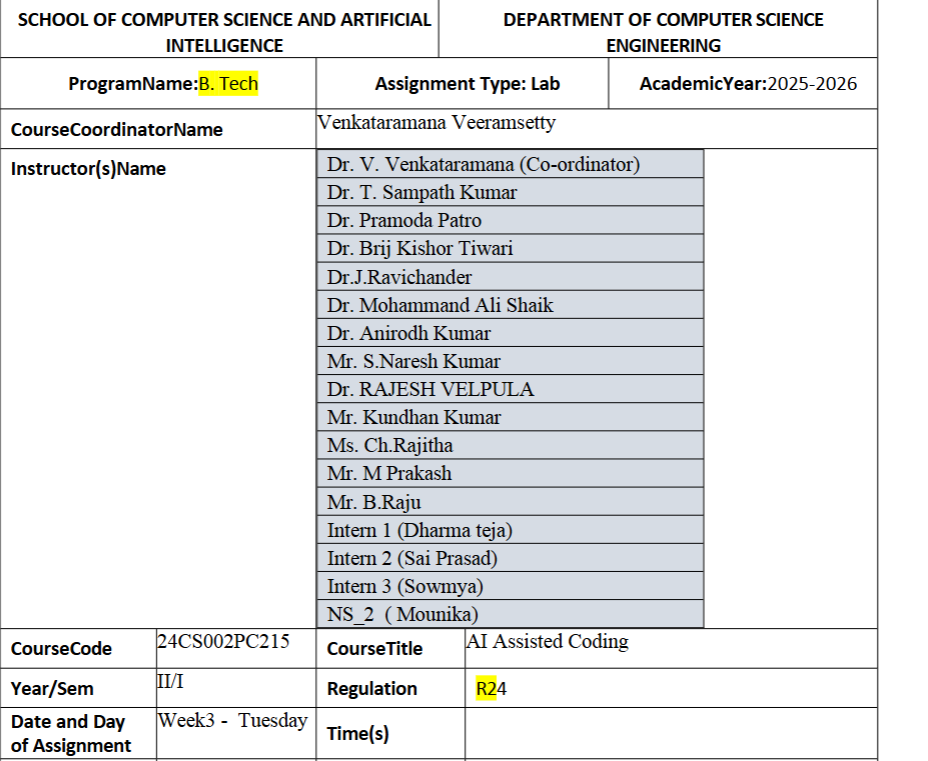 SCHOOL OF COMPUTER SCIENCE AND ARTIFICIAL
INTELLIGENCE
DEPARTMENT OF COMPUTER SCIENCE
ENGINEERING
ProgramName:B. Tech
Assignment Type: Lab
AcademicYear:2025-2026
CourseCoordinatorName
Venkataramana Veeramsetty
Instructor(s)Name
Dr. V. Venkataramana (Co-ordinator)
Dr. T. Sampath Kumar
Dr. Pramoda Patro
Dr. Brij Kishor Tiwari
Dr.J.Ravichander
Dr. Mohammand Ali Shaik
Dr. Anirodh Kumar
Mr. S.Naresh Kumar
Dr. RAJESH VELPULA
Mr. Kundhan Kumar
Ms. Ch.Rajitha
Mr. M Prakash
Mr. B.Raju
Intern 1 (Dharma teja)
Intern 2 (Sai Prasad)
Intern 3 (Sowmya)
NS_2 ( Mounika)
CourseCode
24CS002PC215
CourseTitle
AI Assisted Coding
Year/Sem
II/I
Regulation
R24
Date and Day
of Assignment
Week3 - Tuesday
Time(s)